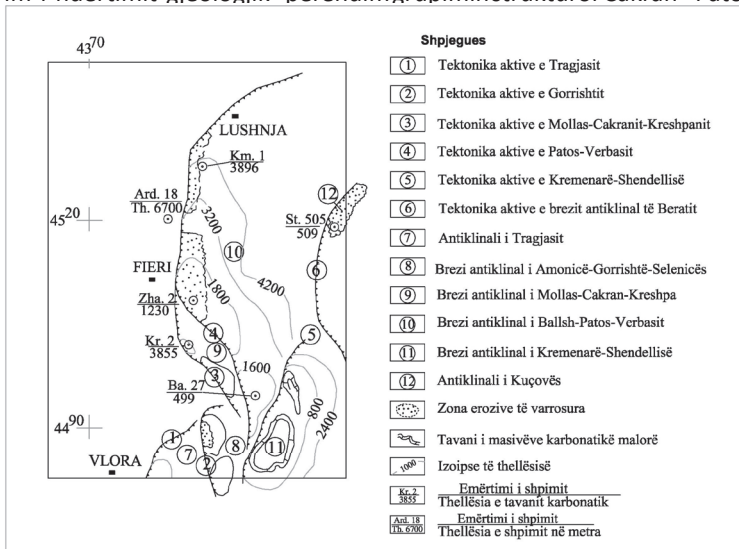 Shpjegues
① Tektonika aktive e Tragjasit
② Tektonika aktive e Gorrishtit
③ Tektonika aktive e Mollas-Cakranit-Kreshpanit
④ Tektonika aktive e Patos-Verbasit
⑤ Tektonika aktive e Kremenarë-Shendellisë
⑥ Tektonika aktive e brezit antiklinal të Beratit
⑦ Antiklinali i Tragjasit
⑧ Brezi antiklinal i Amonicë-Gorrishtë-Selenicës
⑨ Brezi antiklinal i Mollas-Cakran-Kreshpa
⑩ Brezi antiklinal i Ballsh-Patos-Verbasit
⑪ Brezi antiklinal i Kremenarë-Shendellisë
⑫ Antiklinali i Kuçovës
Zona erozive të varrosura
Tavani i masivëve karbonatikë malorë
1000 Izoipse të thellësisë
Kr. 2 Emërtimi i shpimit
3855 Thellësia e tavanit karbonatik
Ard. 18 Emërtimi i shpimit
Th. 6700 Thellësia e shpimit në metra
4370
LUSHNJA
Km. 1
3896
Ard. 18
Th. 6700
3200
⑫
4520
St. 505
509
⑩
FIERI
⑥
4200
1800
Zha. 2
1230
④
⑤
Kr. 2
3855
⑨
1600
③
Ba. 27
499
800
2400
4490
①
⑧
⑪
⑦
VLORA
②